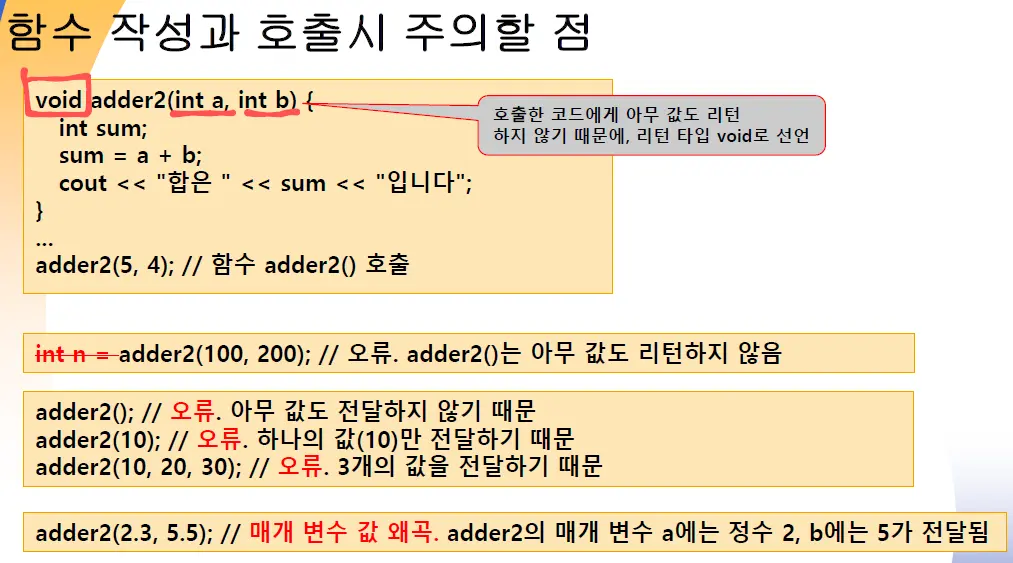 함수 작성과 호출시 주의할 점
void adder2(int a, int b) {
호출한 코드에게 아무 값도 리턴
하지 않기 때문에, 리턴 타입 void로 선언
int sum;
sum = a + b;
cout << "합은 " << sum << "입니다";
}
...
adder2(5, 4); // 함수 adder2() 호출
int n = adder2(100, 200); // 오류. adder2()는 아무 값도 리턴하지 않음
adder2(); // 오류. 아무 값도 전달하지 않기 때문
adder2(10); // 오류. 하나의 값(10)만 전달하기 때문
adder2(10, 20, 30); // 오류. 3개의 값을 전달하기 때문
adder2(2.3, 5.5); // 매개 변수 값 왜곡. adder2의 매개 변수 a에는 정수 2, b에는 5가 전달됨